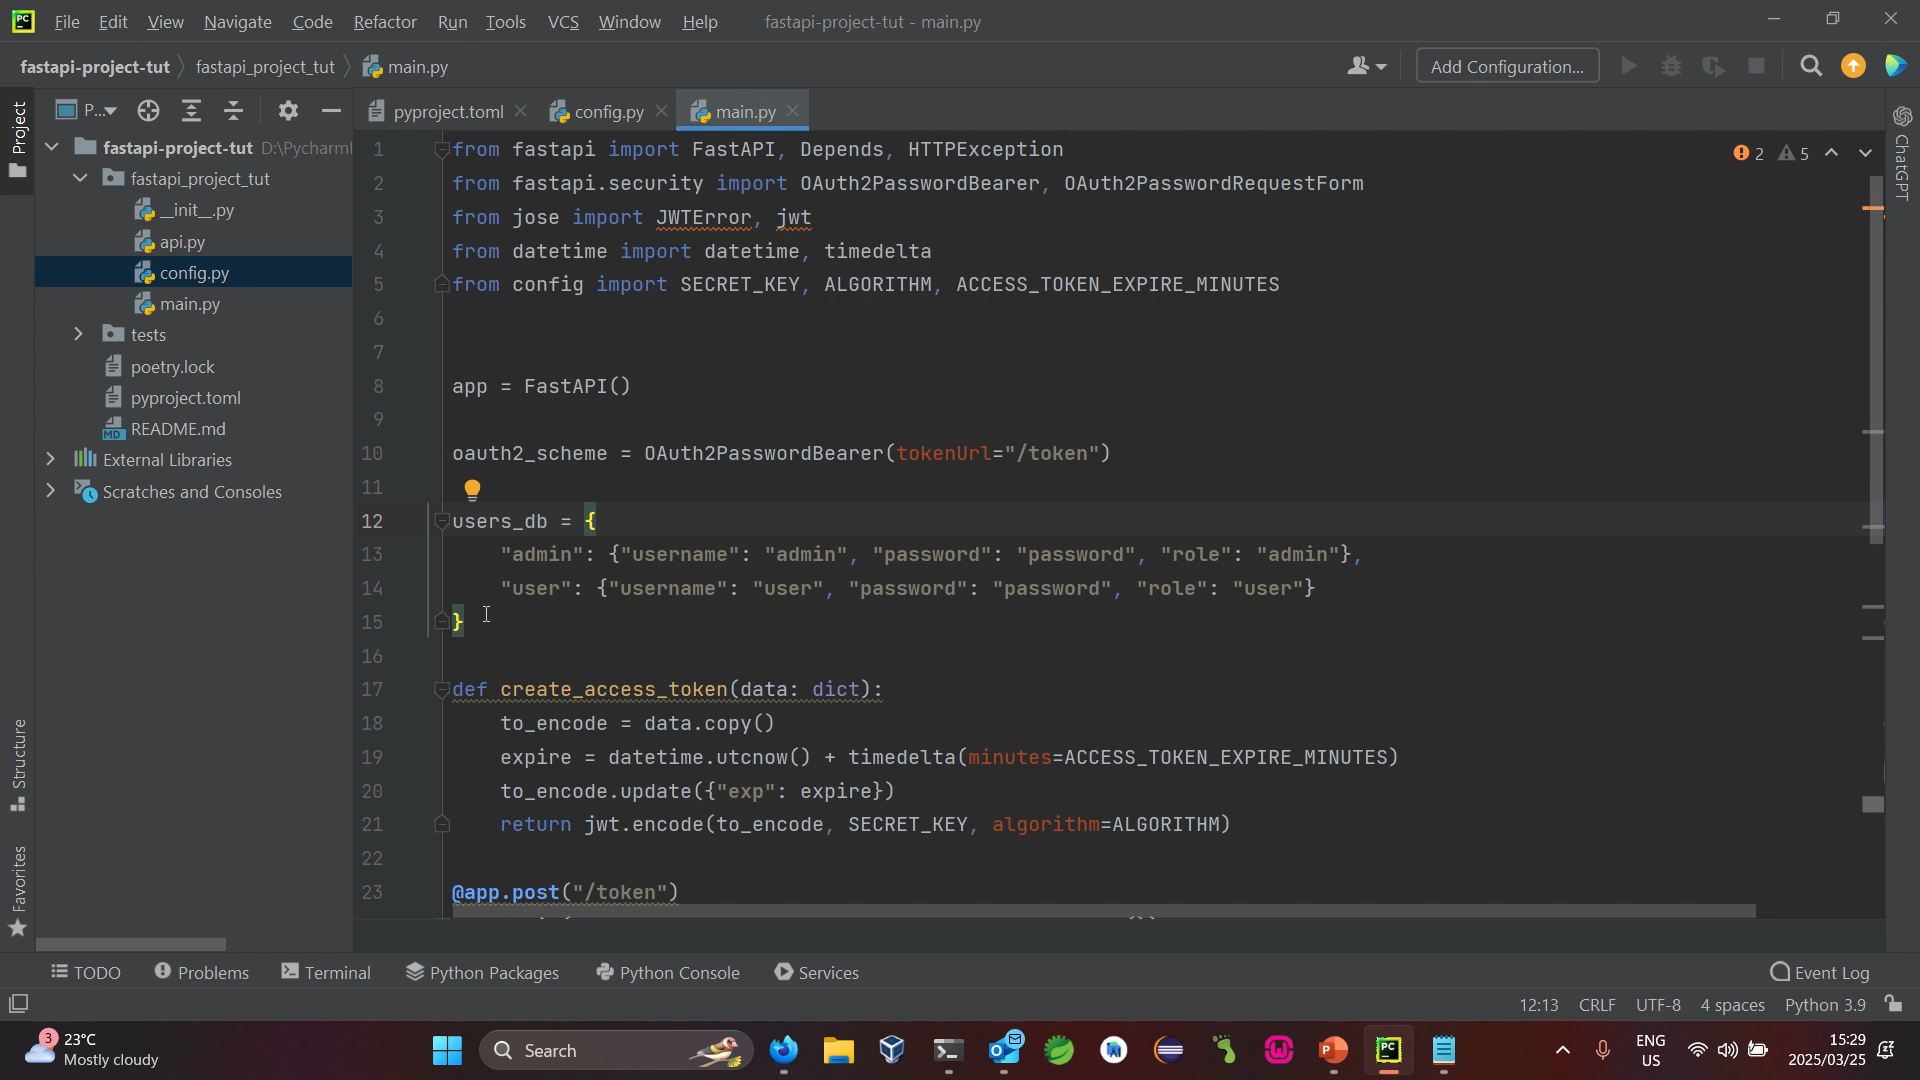 PC File Edit View Navigate Code Refactor Run Tools VCS Window Help fastapi-project-tut - main.py
fastapi-project-tut fastapi_project_tut main.py Add Configuration...
Project
P...
pyproject.toml config.py main.py
fastapi-project-tut D:\Pycharm
fastapi_project_tut
__init__.py
api.py
config.py
main.py
tests
poetry.lock
pyproject.toml
MD README.md
External Libraries
Scratches and Consoles
Structure
Favorites
2 5
ChatGPT
1 from fastapi import FastAPI, Depends, HTTPException
2 from fastapi.security import OAuth2PasswordBearer, OAuth2PasswordRequestForm
3 from jose import JWTError, jwt
4 from datetime import datetime, timedelta
5 from config import SECRET_KEY, ALGORITHM, ACCESS_TOKEN_EXPIRE_MINUTES
6
7
8 app = FastAPI()
9
10 oauth2_scheme = OAuth2PasswordBearer(tokenUrl="/token")
11
12 users_db = {
13 "admin": {"username": "admin", "password": "password", "role": "admin"},
14 "user": {"username": "user", "password": "password", "role": "user"}
15 }
16
17 def create_access_token(data: dict):
18 to_encode = data.copy()
19 expire = datetime.utcnow() + timedelta(minutes=ACCESS_TOKEN_EXPIRE_MINUTES)
20 to_encode.update({"exp": expire})
21 return jwt.encode(to_encode, SECRET_KEY, algorithm=ALGORITHM)
22
23 @app.post("/token")
TODO Problems Terminal Python Packages Python Console Services Event Log
12:13 CRLF UTF-8 4 spaces Python 3.9
3 23°C
Mostly cloudy
Search
ENG
US
15:29
2025/03/25